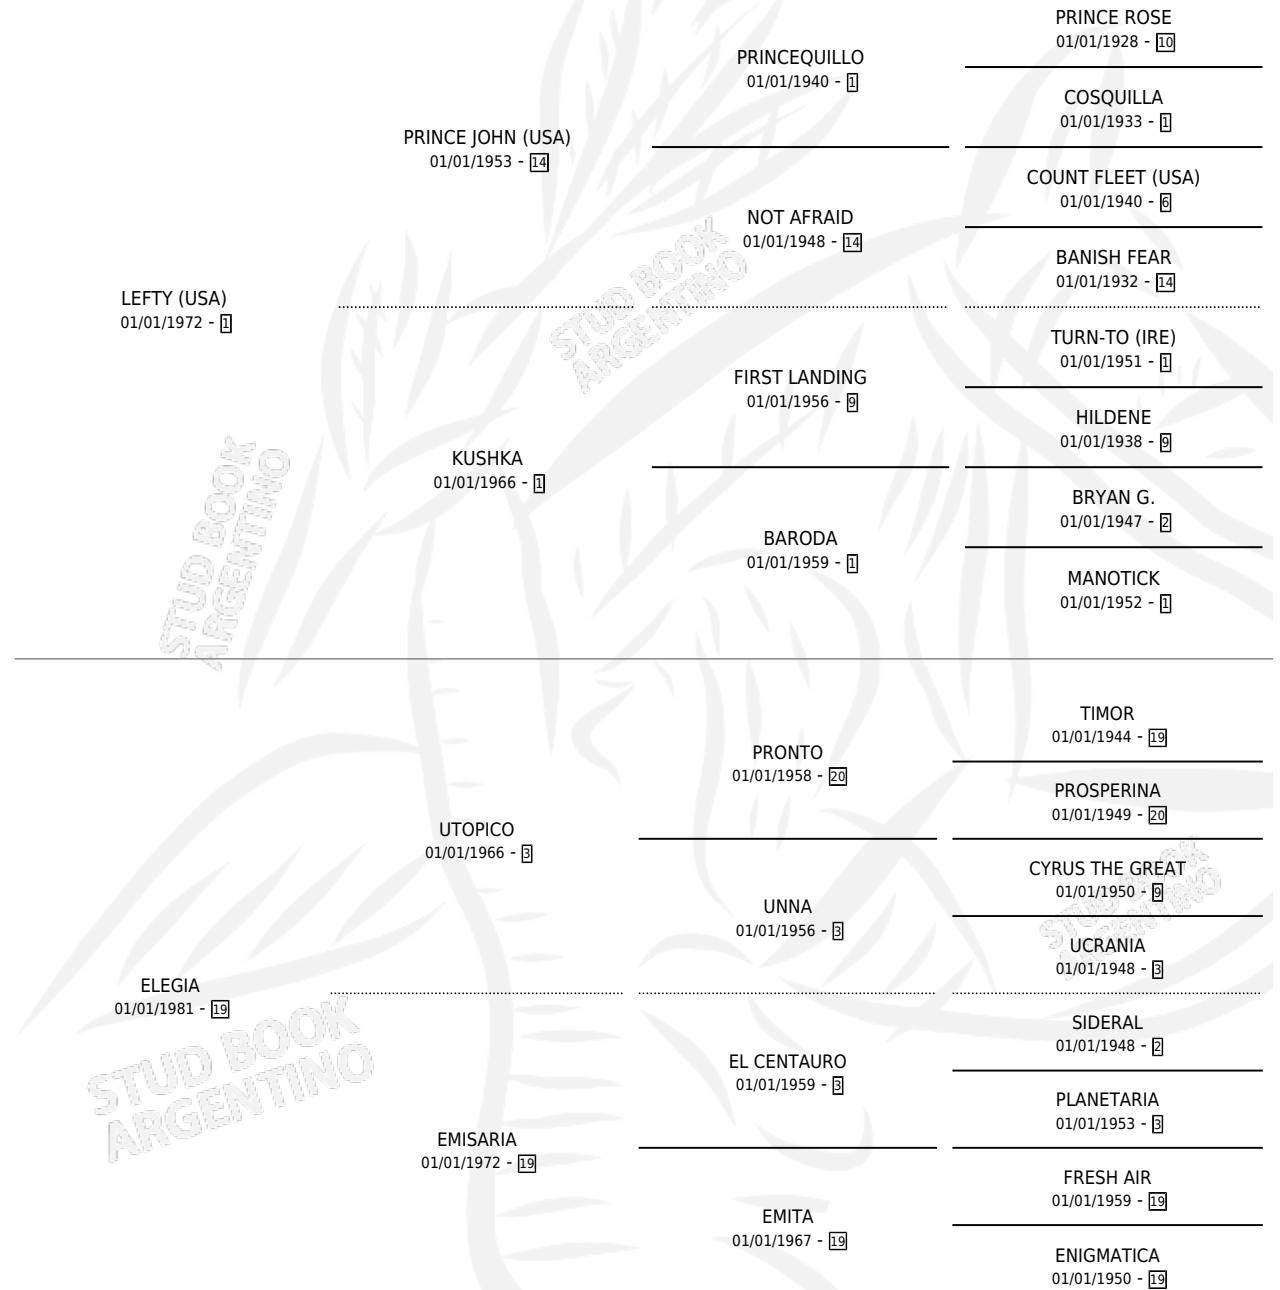 PRINCE ROSE
01/01/1928 - 10
PRINCEQUILLO
01/01/1940 - 1
COSQUILLA
01/01/1933 - 1
PRINCE JOHN (USA)
01/01/1953 - 14
COUNT FLEET (USA)
01/01/1940 - 6
NOT AFRAID
01/01/1948 - 14
BANISH FEAR
01/01/1932 - 14
LEFTY (USA)
01/01/1972 - 1
TURN-TO (IRE)
01/01/1951 - 1
FIRST LANDING
01/01/1956 - 9
HILDENE
01/01/1938 - 9
KUSHKA
01/01/1966 - 1
BRYAN G.
01/01/1947 - 2
BARODA
01/01/1959 - 1
MANOTICK
01/01/1952 - 1
TIMOR
01/01/1944 - 19
PRONTO
01/01/1958 - 20
PROSPERINA
01/01/1949 - 20
UTOPICO
01/01/1966 - 3
CYRUS THE GREAT
01/01/1950 - 9
UNNA
01/01/1956 - 3
UCRANIA
01/01/1948 - 3
ELEGIA
01/01/1981 - 19
SIDERAL
01/01/1948 - 2
EL CENTAURO
01/01/1959 - 3
PLANETARIA
01/01/1953 - 3
EMISARIA
01/01/1972 - 19
FRESH AIR
01/01/1959 - 19
EMITA
01/01/1967 - 19
ENIGMATICA
01/01/1950 - 19
STUD BOOK
ARGENTINO
STUD BOOK
ARGENTINO
STUD BOOK
ARGENTINO
STUD BOOK
ARGENTINO